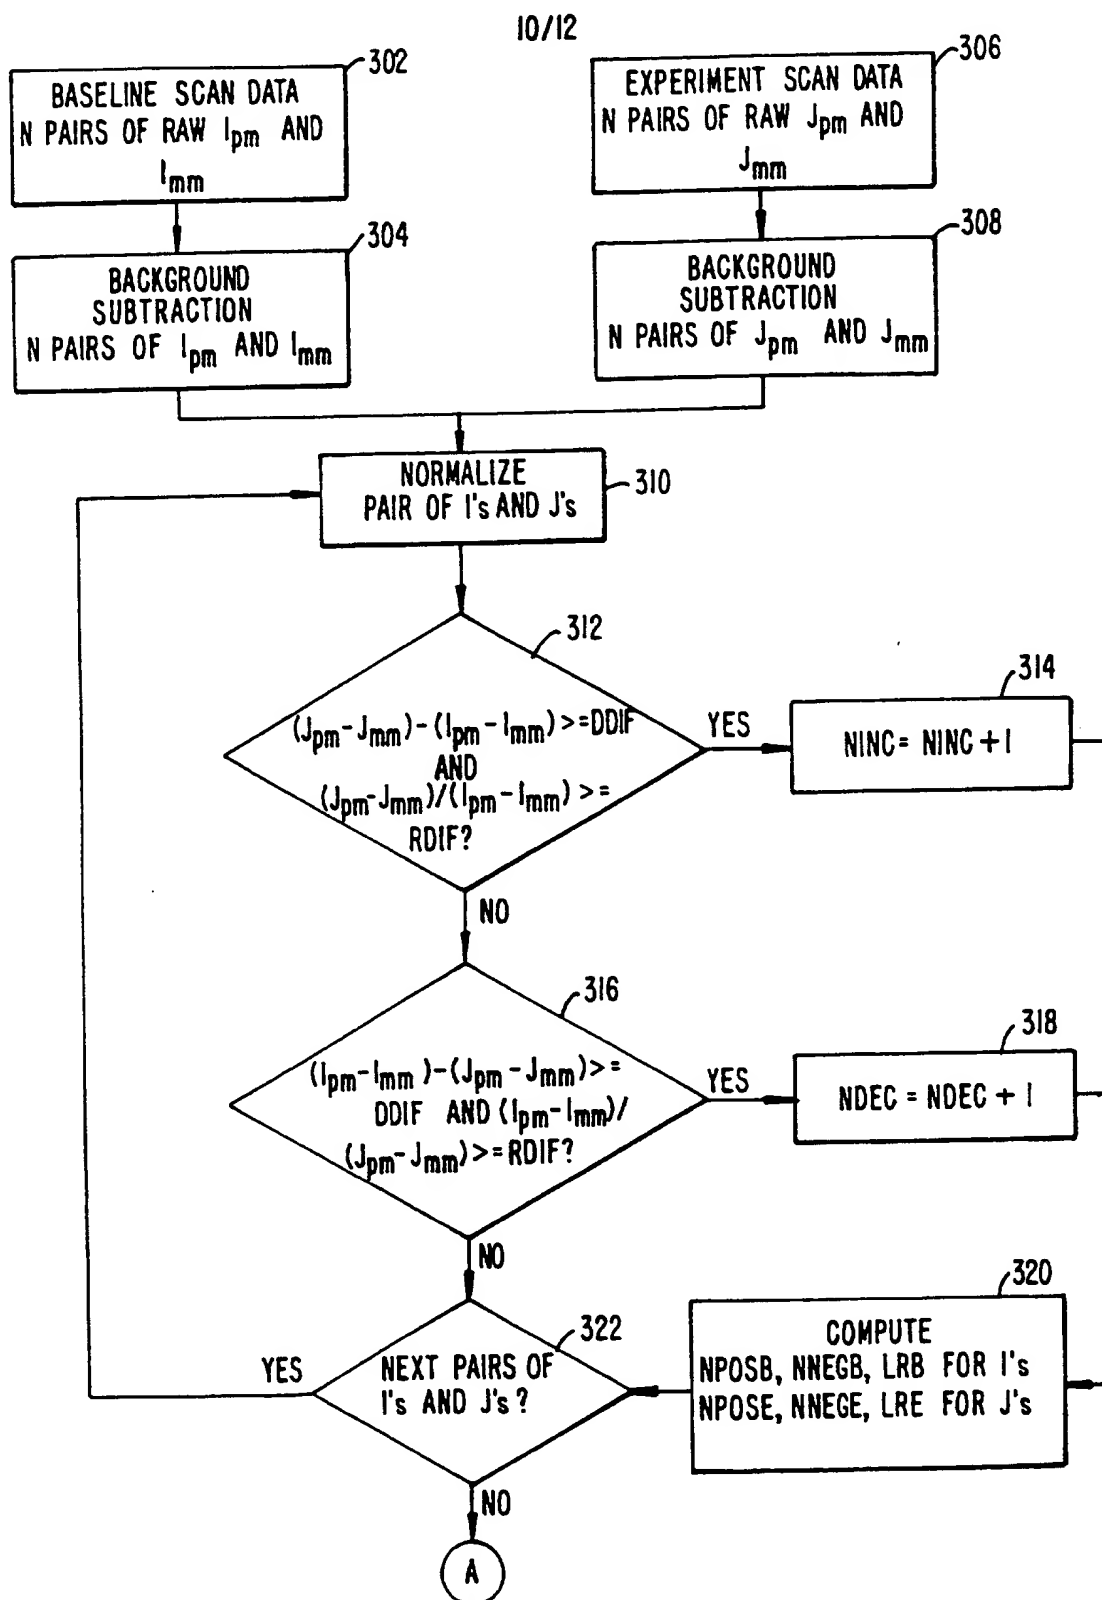 10/12
302
BASELINE SCAN DATA
N PAIRS OF RAW Ipm AND
Imm
306
EXPERIMENT SCAN DATA
N PAIRS OF RAW Jpm AND
Jmm
304
BACKGROUND
SUBTRACTION
N PAIRS OF Ipm AND Imm
308
BACKGROUND
SUBTRACTION
N PAIRS OF Jpm AND Jmm
NORMALIZE
PAIR OF I's AND J's
310
312
(Jpm-Jmm)-(Ipm-Imm)>=DDIF
AND
(Jpm-Jmm)/(Ipm-Imm)>=
RDIF?
YES
314
NINC= NINC+1
NO
316
(Ipm-Imm)-(Jpm-Jmm)>=
DDIF AND (Ipm-Imm)/
(Jpm-Jmm)>=RDIF?
YES
318
NDEC = NDEC + 1
NO
320
COMPUTE
NPOSB, NNEGB, LRB FOR I's
NPOSE, NNEGE, LRE FOR J's
322
NEXT PAIRS OF
I's AND J's?
YES
NO
A